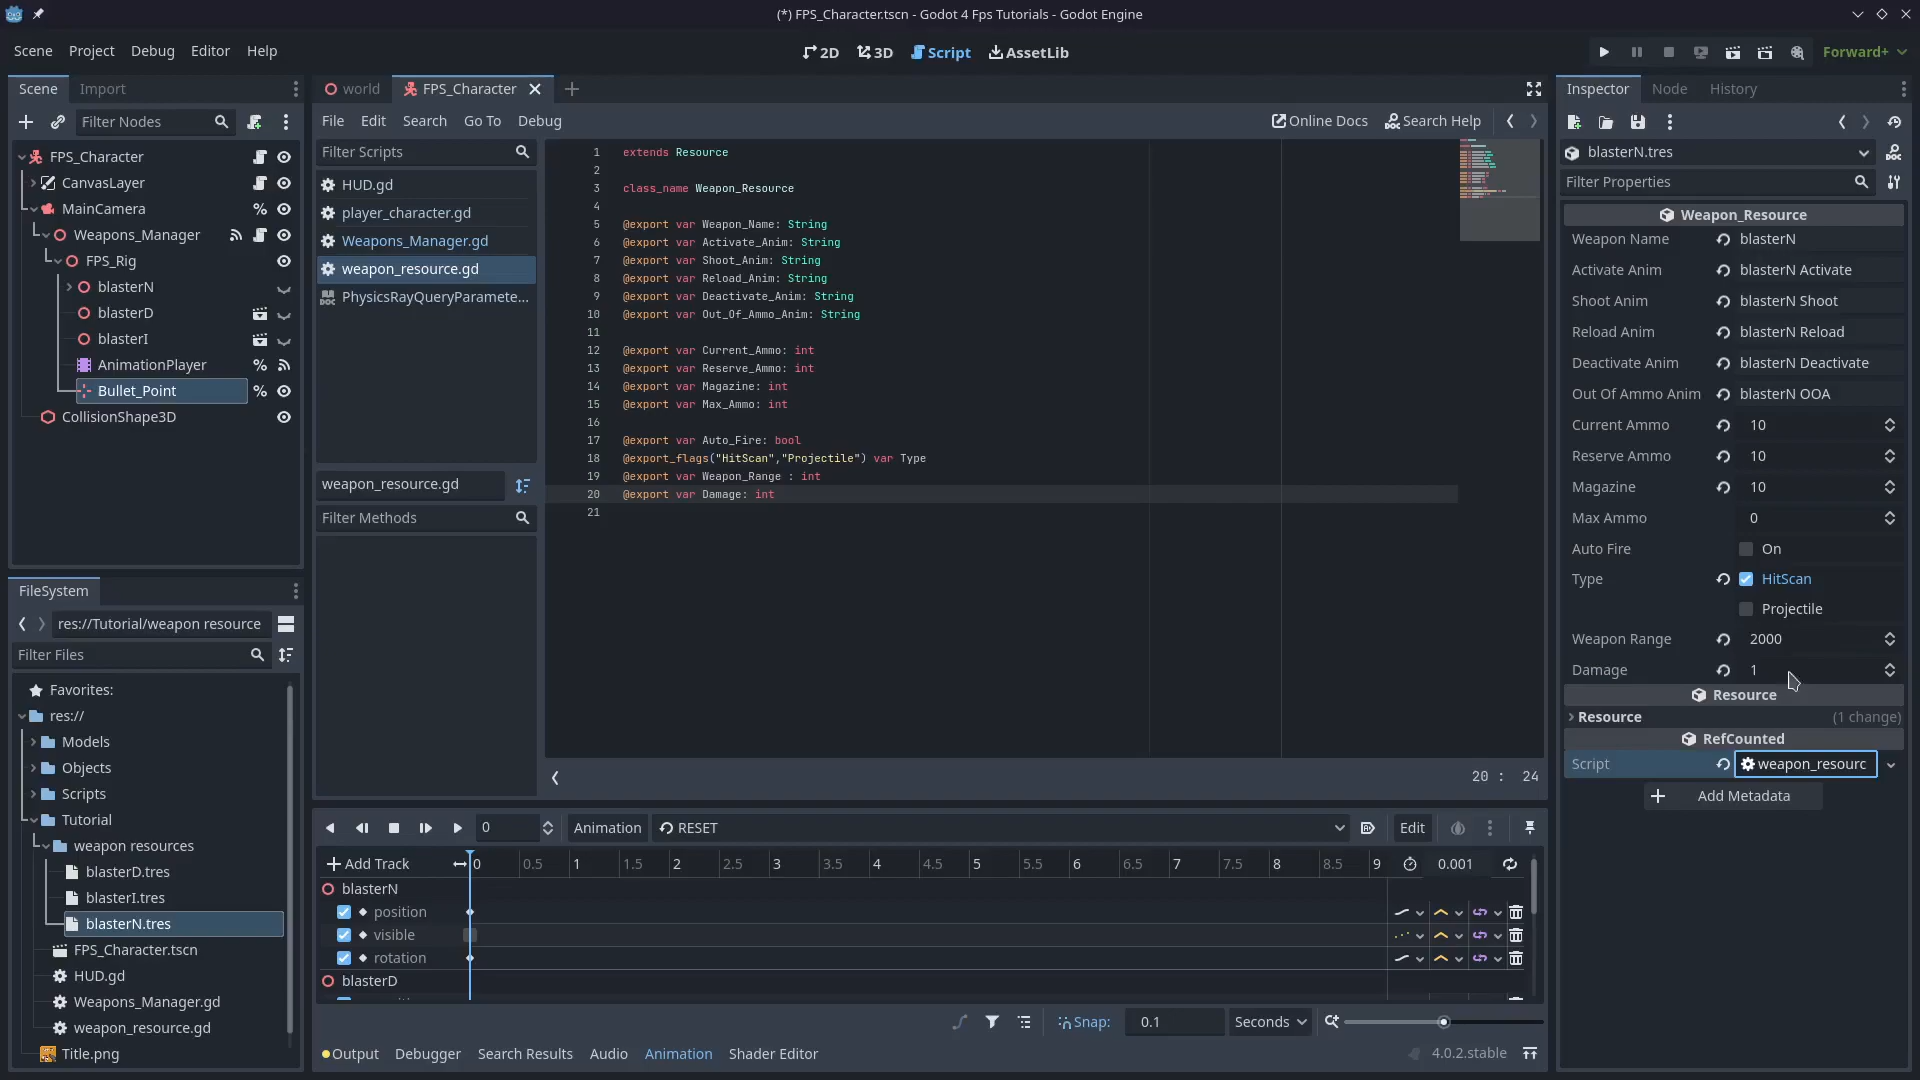 (*) FPS_Character.tscn - Godot 4 Fps Tutorials - Godot Engine
Scene Project Debug Editor Help
2D 3D Script AssetLib
Forward+
Scene Import
Filter Nodes
FPS_Character
CanvasLayer
MainCamera
Weapons_Manager
FPS_Rig
blasterN
blasterD
blasterI
AnimationPlayer
Bullet_Point
CollisionShape3D
FileSystem
res://Tutorial/weapon resource
Filter Files
Favorites:
res://
Models
Objects
Scripts
Tutorial
weapon resources
blasterD.tres
blasterI.tres
blasterN.tres
FPS_Character.tscn
HUD.gd
Weapons_Manager.gd
weapon_resource.gd
Title.png
world FPS_Character
File Edit Search Go To Debug
Online Docs Search Help
Filter Scripts
HUD.gd
player_character.gd
Weapons_Manager.gd
weapon_resource.gd
PhysicsRayQueryParamete...
weapon_resource.gd
Filter Methods
1 extends Resource
2
3 class_name Weapon_Resource
4
5 @export var Weapon_Name: String
6 @export var Activate_Anim: String
7 @export var Shoot_Anim: String
8 @export var Reload_Anim: String
9 @export var Deactivate_Anim: String
10 @export var Out_Of_Ammo_Anim: String
11
12 @export var Current_Ammo: int
13 @export var Reserve_Ammo: int
14 @export var Magazine: int
15 @export var Max_Ammo: int
16
17 @export var Auto_Fire: bool
18 @export_flags("HitScan","Projectile") var Type
19 @export var Weapon_Range : int
20 @export var Damage: int
21
20 : 24
0 Animation RESET Edit
Add Track 0 0.5 1 1.5 2 2.5 3 3.5 4 4.5 5 5.5 6 6.5 7 7.5 8 8.5 9 0.001
blasterN
position
visible
rotation
blasterD
Snap: 0.1 Seconds
Output Debugger Search Results Audio Animation Shader Editor 4.0.2.stable
Inspector Node History
blasterN.tres
Filter Properties
Weapon_Resource
Weapon Name blasterN
Activate Anim blasterN Activate
Shoot Anim blasterN Shoot
Reload Anim blasterN Reload
Deactivate Anim blasterN Deactivate
Out Of Ammo Anim blasterN OOA
Current Ammo 10
Reserve Ammo 10
Magazine 10
Max Ammo 0
Auto Fire On
Type HitScan
Projectile
Weapon Range 2000
Damage 1
Resource
Resource (1 change)
RefCounted
Script weapon_resourc
Add Metadata